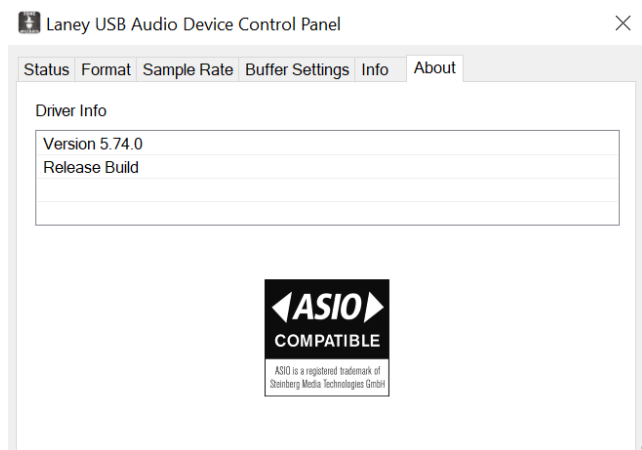 Laney USB Audio Device Control Panel
Status Format Sample Rate Buffer Settings Info About
Driver Info
Version 5.74.0
Release Build
ASIO
COMPATIBLE
ASIO is a registered trademark of
Steinberg Media Technologies GmbH